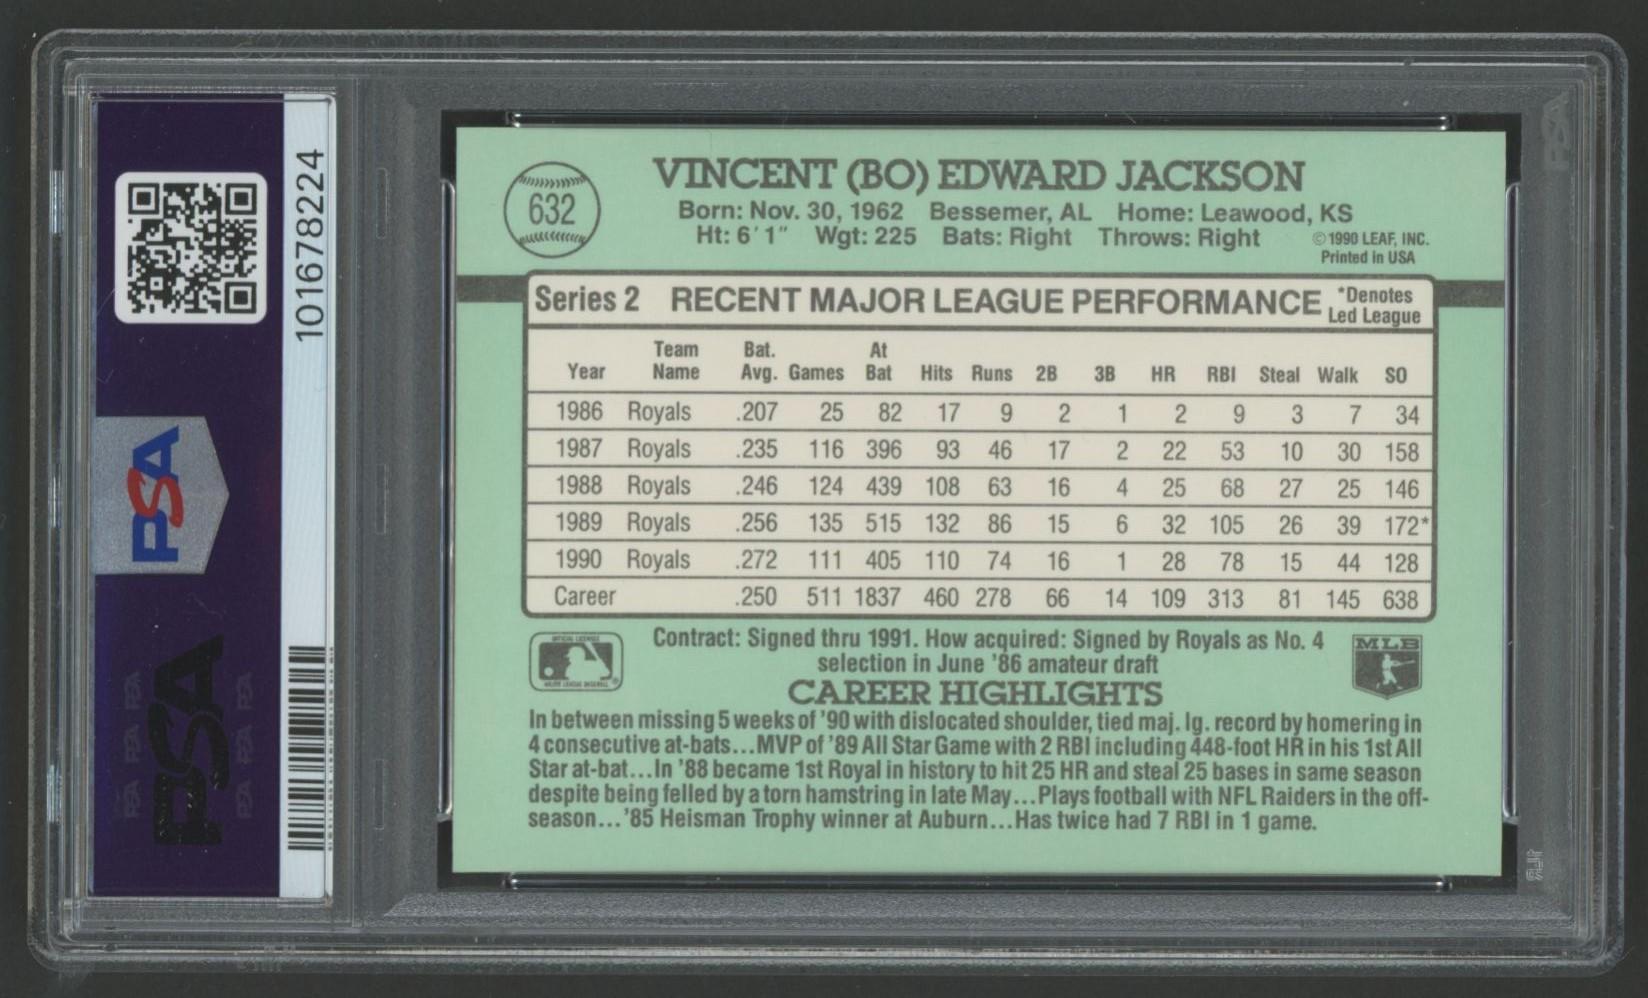 632
VINCENT (BO) EDWARD JACKSON
Born: Nov. 30, 1962 Bessemer, AL Home: Leawood, KS
Ht: 6' 1" Wgt: 225 Bats: Right Throws: Right
©1990 LEAF, INC.
Printed in USA
Series 2 RECENT MAJOR LEAGUE PERFORMANCE
*Denotes
Led League
Year Team Name Bat. Avg. Games At Bat Hits Runs 2B 3B HR RBI Steal Walk SO
1986 Royals .207 25 82 17 9 2 1 2 9 3 7 34
1987 Royals .235 116 396 93 46 17 2 22 53 10 30 158
1988 Royals .246 124 439 108 63 16 4 25 68 27 25 146
1989 Royals .256 135 515 132 86 15 6 32 105 26 39 172*
1990 Royals .272 111 405 110 74 16 1 28 78 15 44 128
Career .250 511 1837 460 278 66 14 109 313 81 145 638
Contract: Signed thru 1991. How acquired: Signed by Royals as No. 4
selection in June '86 amateur draft
MLB
CAREER HIGHLIGHTS
In between missing 5 weeks of '90 with dislocated shoulder, tied maj. lg. record by homering in
4 consecutive at-bats...MVP of '89 All Star Game with 2 RBI including 448-foot HR in his 1st All
Star at-bat...In '88 became 1st Royal in history to hit 25 HR and steal 25 bases in same season
despite being felled by a torn hamstring in late May...Plays football with NFL Raiders in the off-
season...'85 Heisman Trophy winner at Auburn...Has twice had 7 RBI in 1 game.
101678224
PSA
PSA
PSA PSA PSA
PSA PSA PSA
PSA